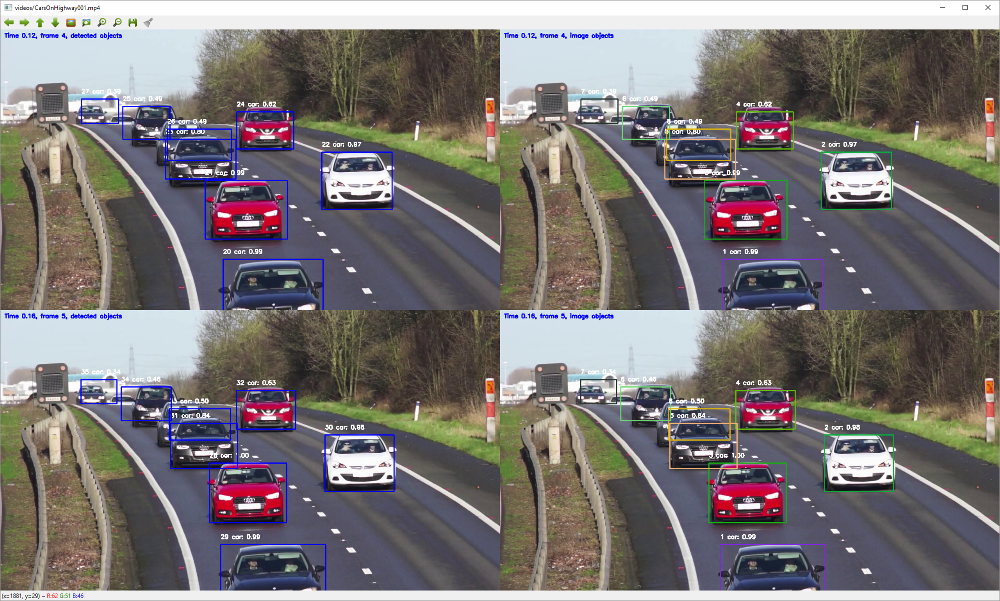 videos/CarsOnHighway001.mp4
Time 0.12, frame 4, detected objects
27 car: 0.39
25 car: 0.49
24 car: 0.62
26 car: 0.49
car: 0.80
22 car: 0.97
car: 0.99
20 car: 0.99
Time 0.12, frame 4, image objects
7 car: 0.39
6 car: 0.49
4 car: 0.62
8 car: 0.49
5 car: 0.80
2 car: 0.97
car: 0.99
1 car: 0.99
Time 0.16, frame 5, detected objects
35 car: 0.34
34 car: 0.46
32 car: 0.63
33 car: 0.50
31 car: 0.84
30 car: 0.98
28 car: 1.00
29 car: 0.99
Time 0.16, frame 5, image objects
7 car: 0.34
6 car: 0.46
4 car: 0.63
8 car: 0.50
5 car: 0.84
2 car: 0.98
3 car: 1.00
1 car: 0.99
(x=1881, y=29) ~ R:62 G:51 B:46